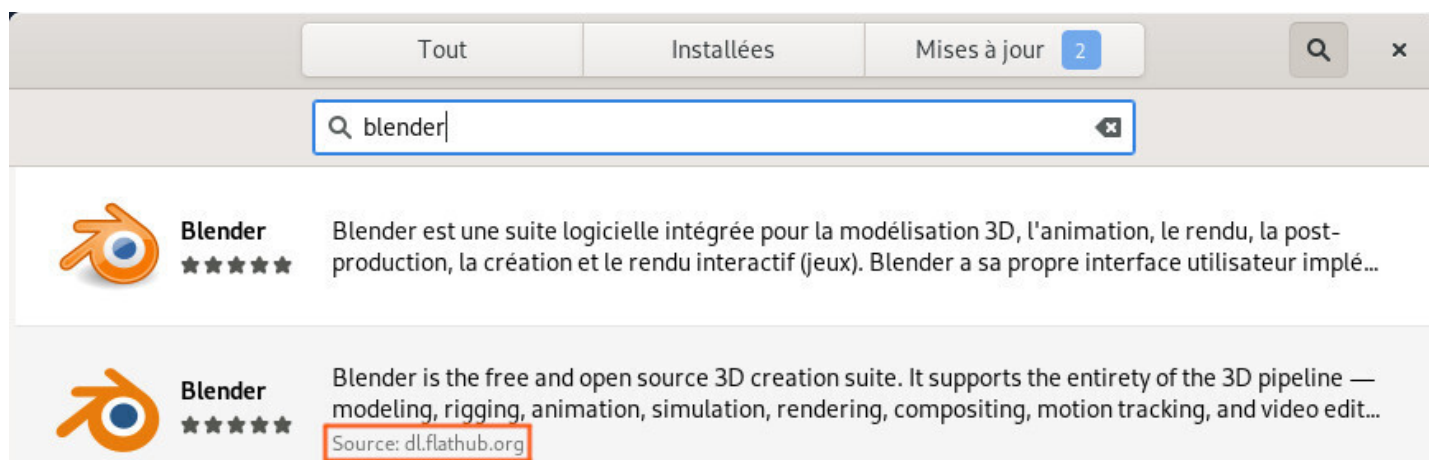 Tout Installées Mises à jour 2
blender
Blender
Blender est une suite logicielle intégrée pour la modélisation 3D, l'animation, le rendu, la post-
production, la création et le rendu interactif (jeux). Blender a sa propre interface utilisateur implé...
Blender
Blender is the free and open source 3D creation suite. It supports the entirety of the 3D pipeline —
modeling, rigging, animation, simulation, rendering, compositing, motion tracking, and video edit...
Source: dl.flathub.org